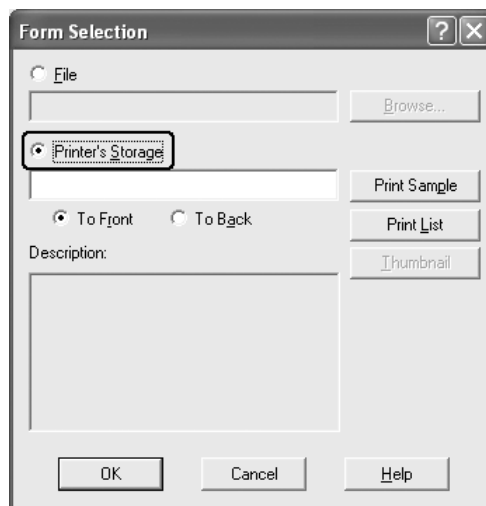 Form Selection
File
Browse...
Printer's Storage
Print Sample
To Front To Back
Print List
Description:
Thumbnail
OK Cancel Help